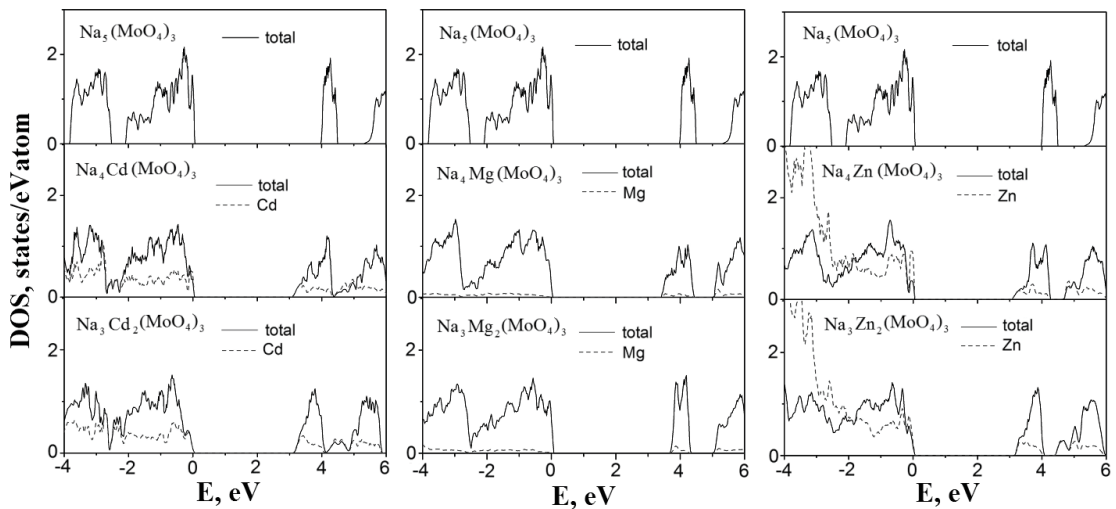 DOS, states/eVatom
2
1
0
Na₅(MoO₄)₃
total
Na₅(MoO₄)₃
total
2
1
0
Na₅(MoO₄)₃
total
2
0
Na₄Cd(MoO₄)₃
total
Cd
2
0
Na₄Mg(MoO₄)₃
total
Mg
2
0
Na₄Zn(MoO₄)₃
total
Zn
2
0
Na₃Cd₂(MoO₄)₃
total
Cd
2
0
Na₃Mg₂(MoO₄)₃
total
Mg
2
0
Na₃Zn₂(MoO₄)₃
total
Zn
-4 -2 0 2 4 6
-4 -2 0 2 4 6
-4 -2 0 2 4 6
E, eV
E, eV
E, eV